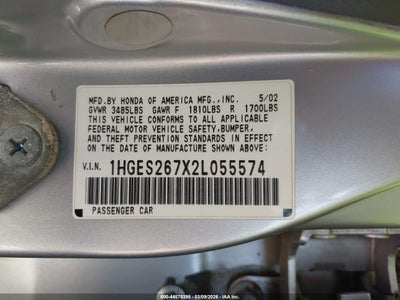 MFD.BY HONDA OF AMERICA MFG.,INC. 5/02
GVWR 3485LBS GAWR F 1810LBS R 1700LBS
THIS VEHICLE CONFORMS TO ALL APPLICABLE
FEDERAL MOTOR VEHICLE SAFETY,BUMPER,
AND THEFT PREVENTION STANDARDS IN EFFECT
ON THE DATE OF MANUFACTURE SHOWN ABOVE.
V.I.N. 1HGES267X2L055574
PASSENGER CAR